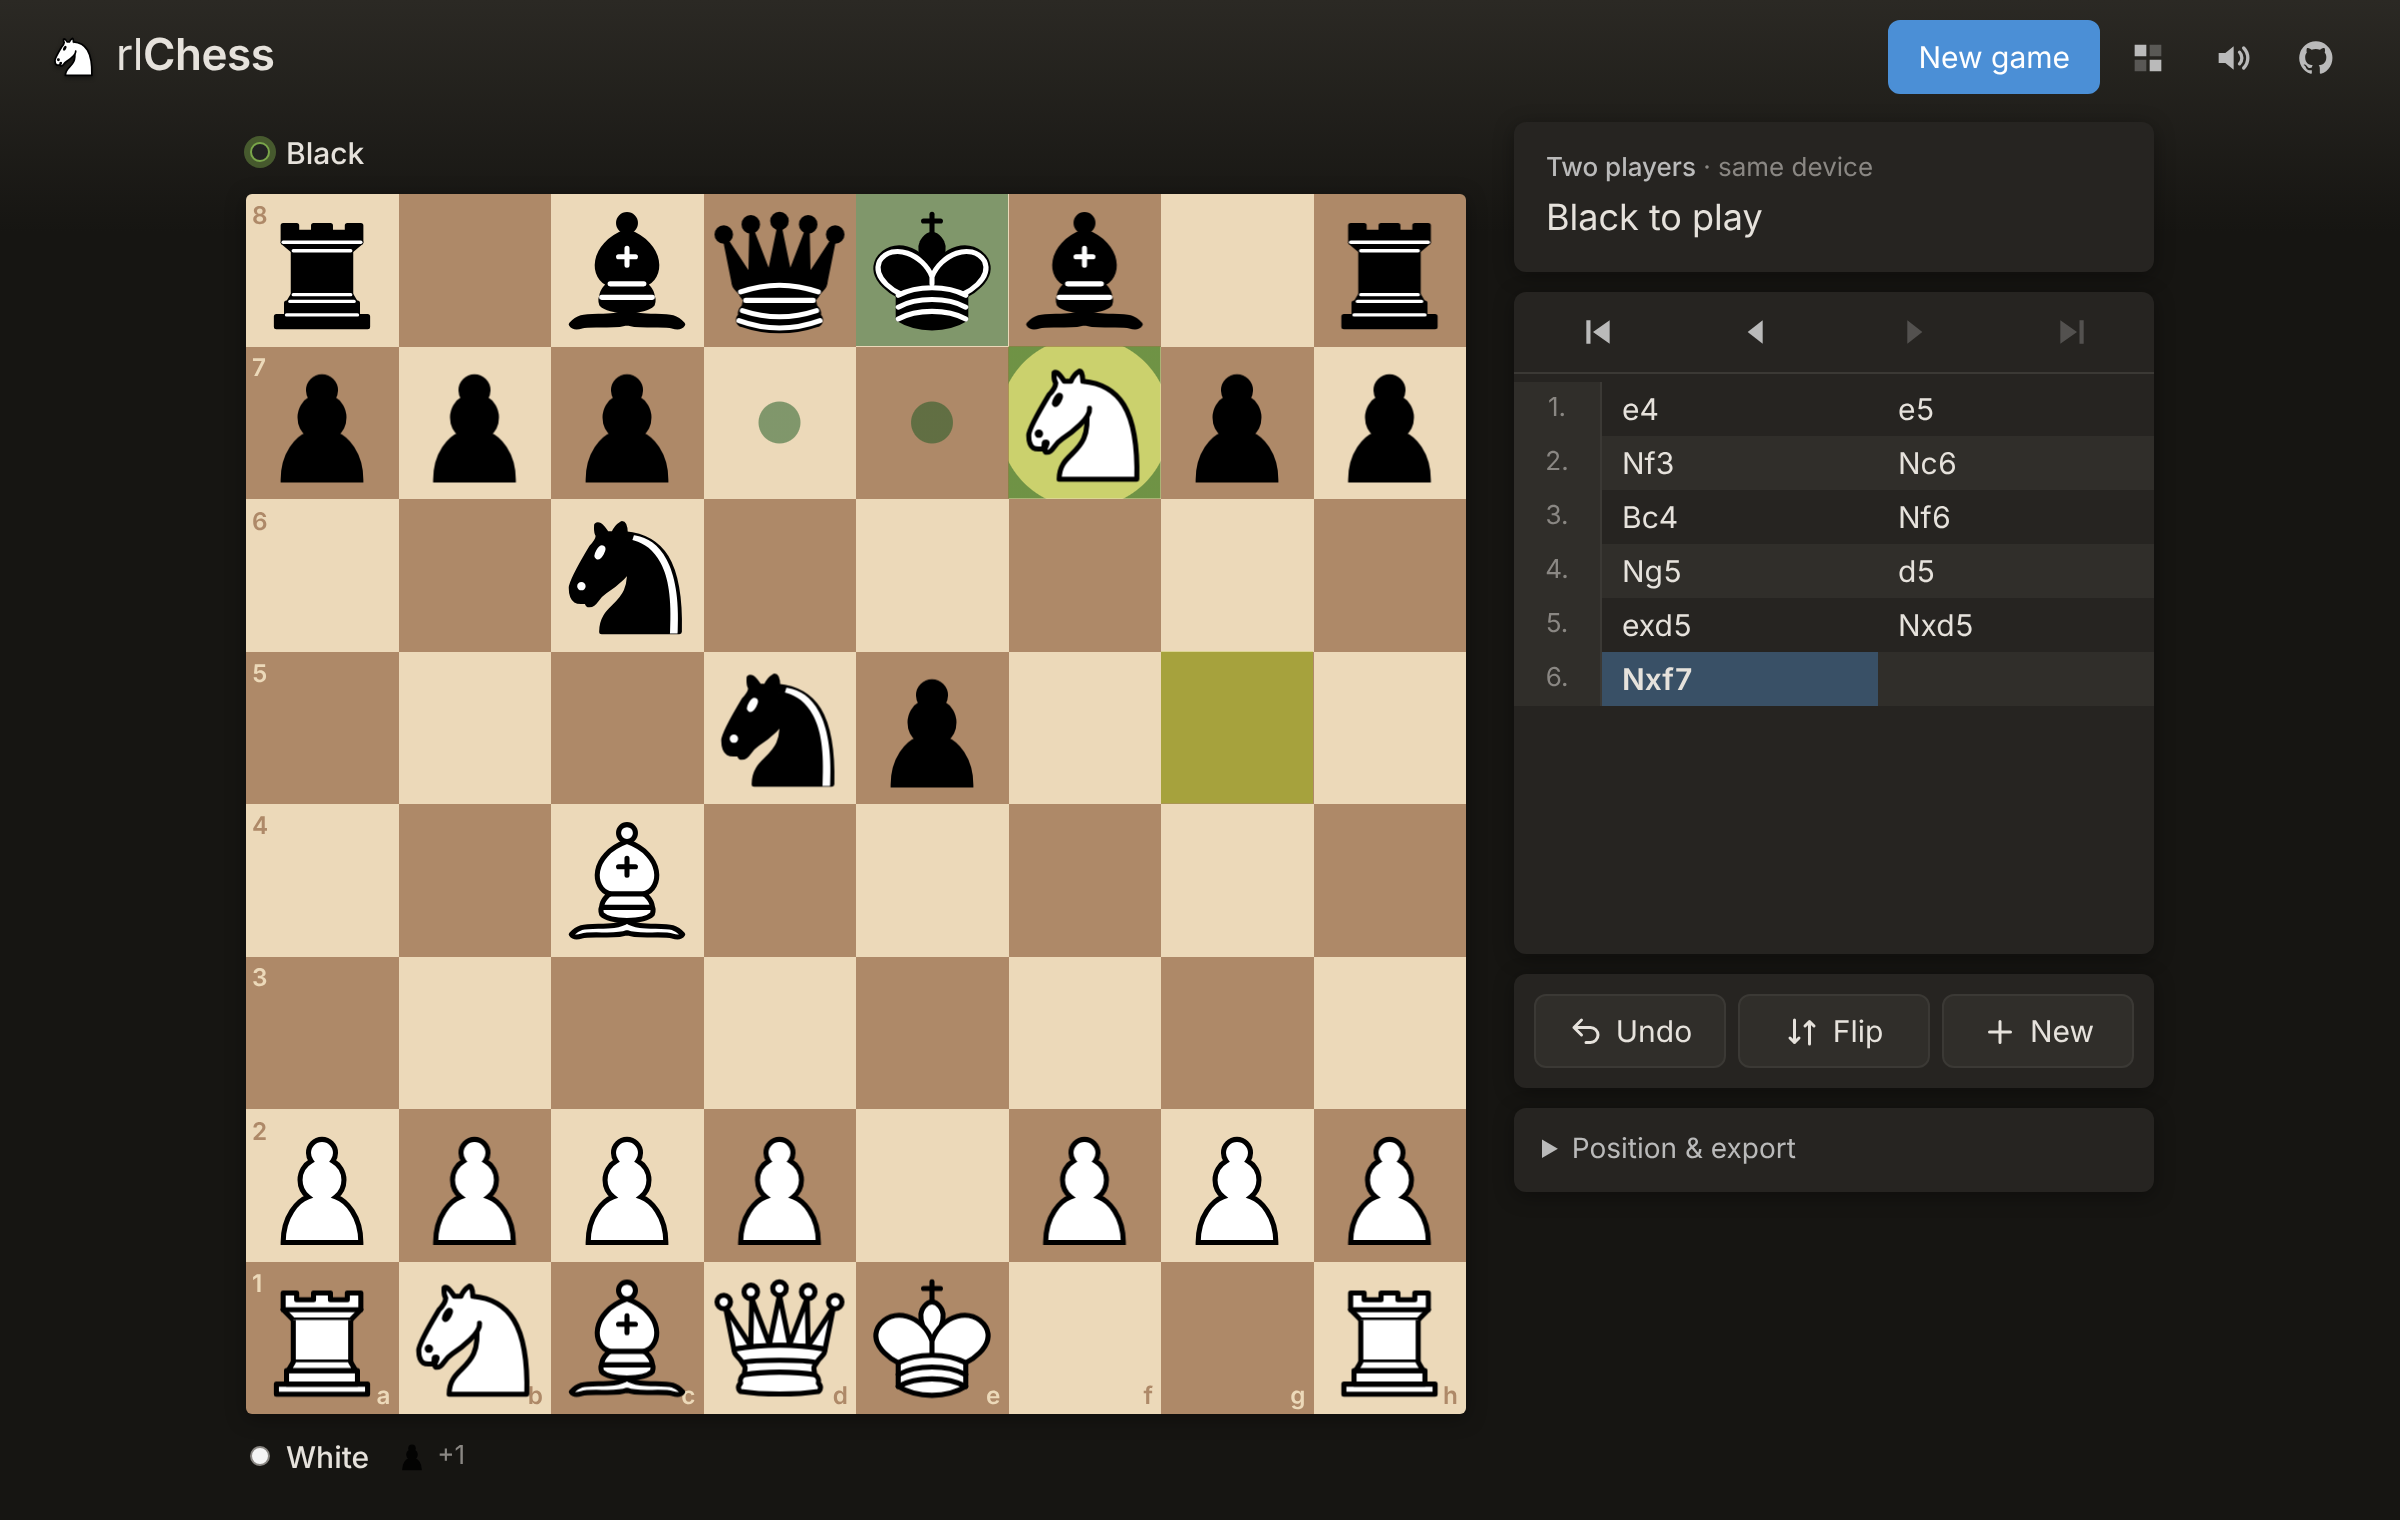 rlChess
New game
Black
Two players · same device
Black to play
8
7
6
5
4
3
2
1
a b c d e f g h
1. e4 e5
2. Nf3 Nc6
3. Bc4 Nf6
4. Ng5 d5
5. exd5 Nxd5
6. Nxf7
Undo
Flip
New
Position & export
White +1